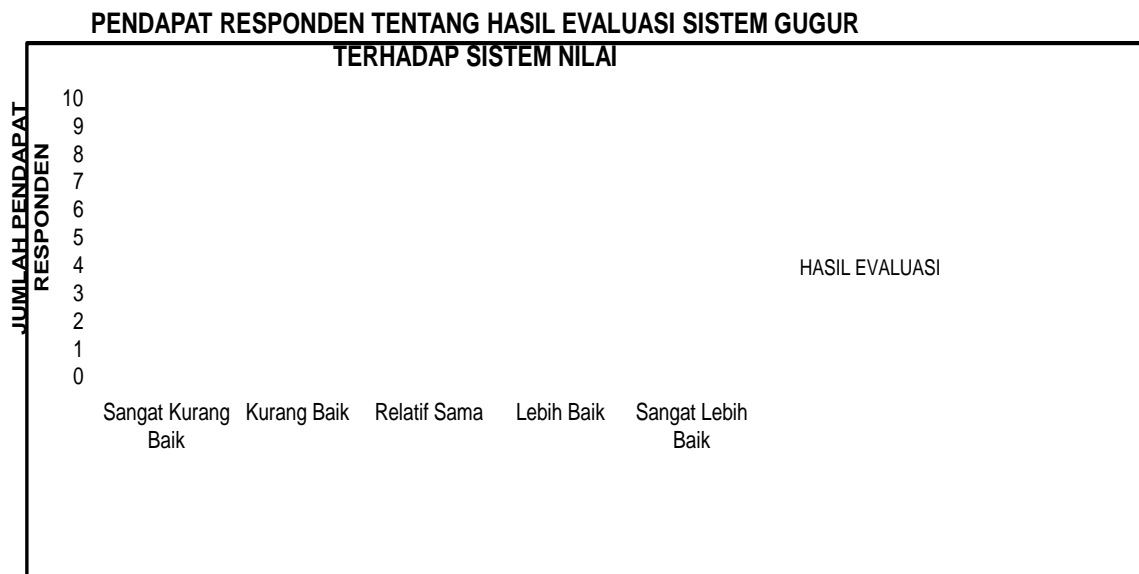 PENDAPAT RESPONDEN TENTANG HASIL EVALUASI SISTEM GUGUR
TERHADAP SISTEM NILAI
JUMLAH PENDAPAT
RESPONDEN
10
9
8
7
6
5
4
3
2
1
0
Sangat Kurang
Baik
Kurang Baik
Relatif Sama
Lebih Baik
Sangat Lebih
Baik
HASIL EVALUASI